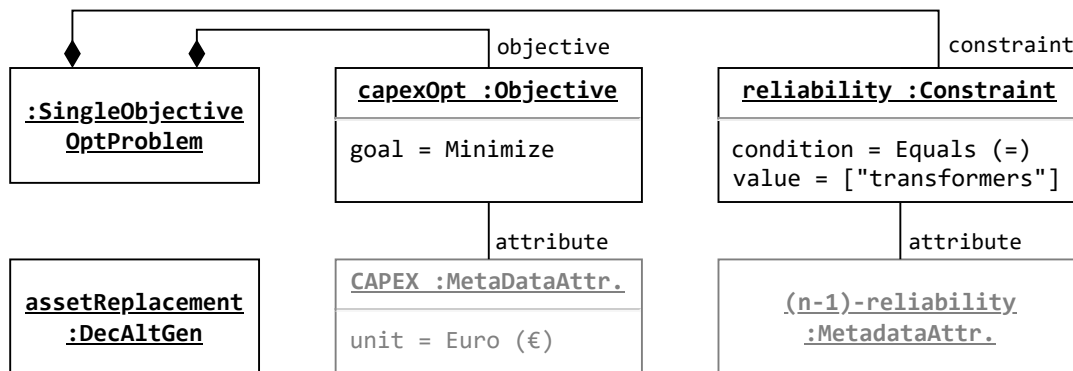 objective
constraint
:SingleObjective
OptProblem
capexOpt :Objective
goal = Minimize
reliability :Constraint
condition = Equals (=)
value = ["transformers"]
attribute
attribute
assetReplacement
:DecAltGen
CAPEX :MetaDataAttr.
unit = Euro (€)
(n-1)-reliability
:MetadataAttr.